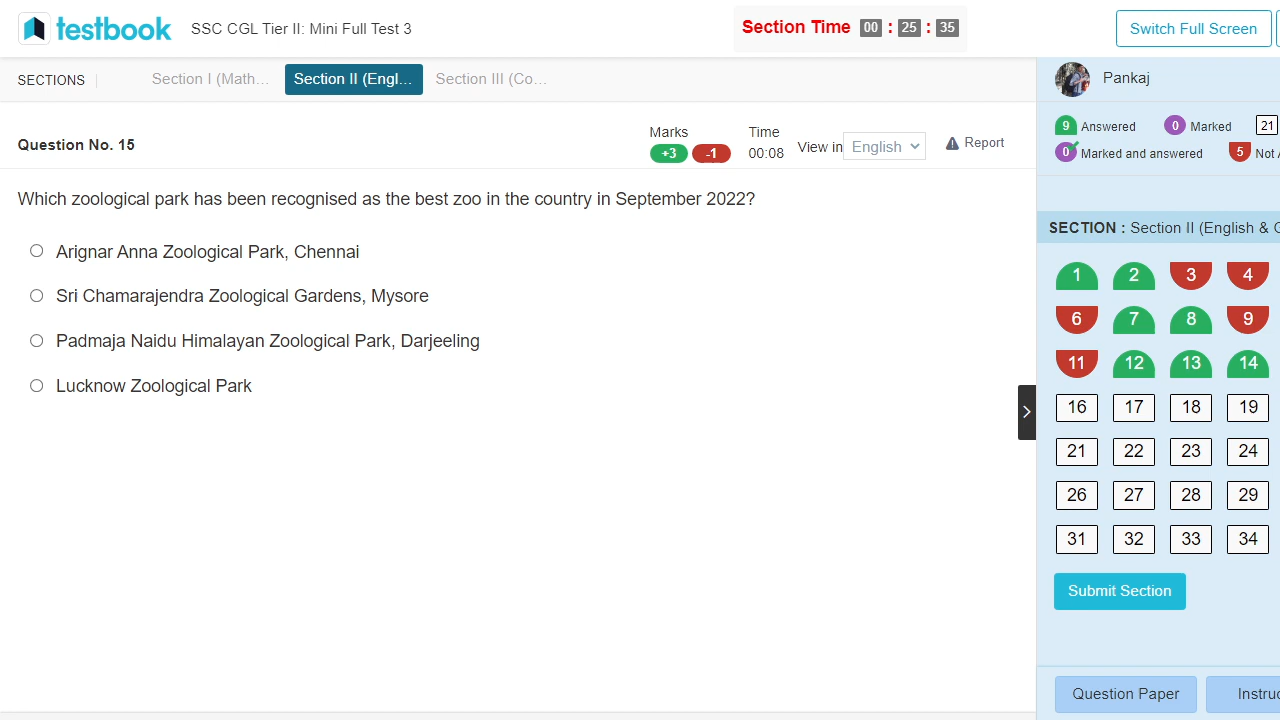 testbook
SSC CGL Tier II: Mini Full Test 3
Section Time 00 : 25 : 35
Switch Full Screen
SECTIONS
Section I (Math...
Section II (Engl...
Section III (Co...
Pankaj
9 Answered
0 Marked
21
0 Marked and answered
5 Not
Question No. 15
Marks
+3 -1
Time
00:08
View in English
Report
Which zoological park has been recognised as the best zoo in the country in September 2022?
Arignar Anna Zoological Park, Chennai
Sri Chamarajendra Zoological Gardens, Mysore
Padmaja Naidu Himalayan Zoological Park, Darjeeling
Lucknow Zoological Park
SECTION : Section II (English &
1 2 3 4
6 7 8 9
11 12 13 14
16 17 18 19
21 22 23 24
26 27 28 29
31 32 33 34
Submit Section
Question Paper
Instruc